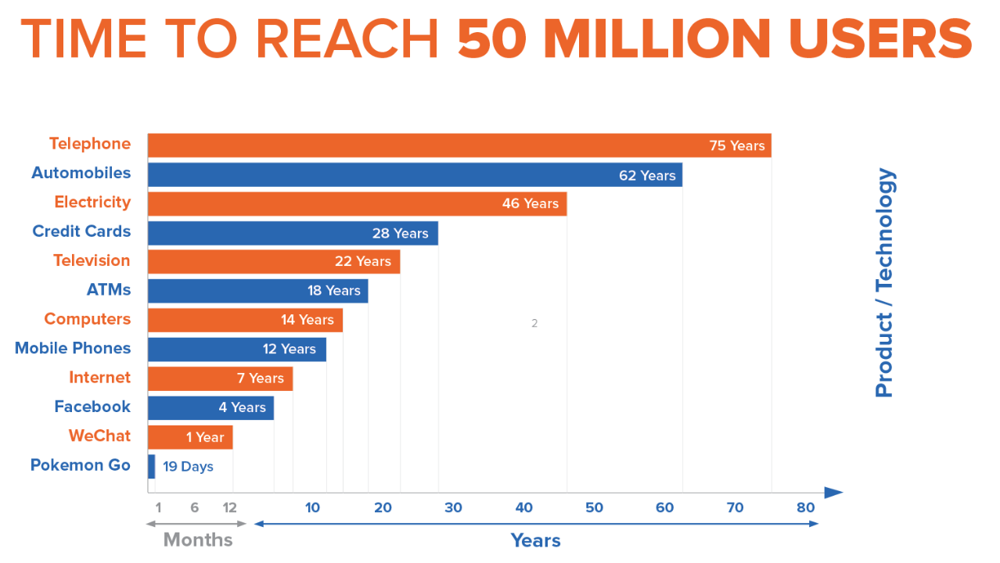 TIME TO REACH 50 MILLION USERS
Telephone 75 Years
Automobiles 62 Years
Electricity 46 Years
Credit Cards 28 Years
Television 22 Years
ATMs 18 Years
Computers 14 Years
2
Mobile Phones 12 Years
Internet 7 Years
Facebook 4 Years
WeChat 1 Year
Pokemon Go 19 Days
Product / Technology
1 6 12 10 20 30 40 50 60 70 80
Months Years